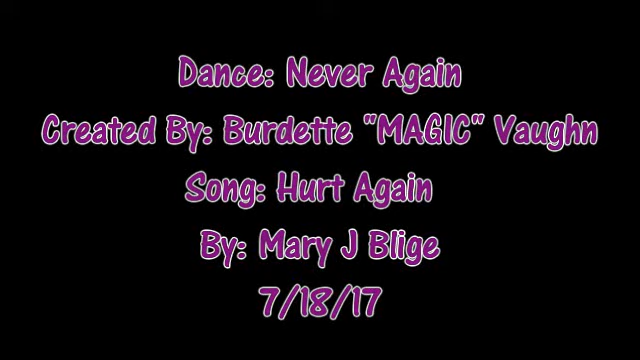 Dance: Never Again
Created By: Burdette "MAGIC" Vaughn
Song: Hurt Again
By: Mary J Blige
7/18/17